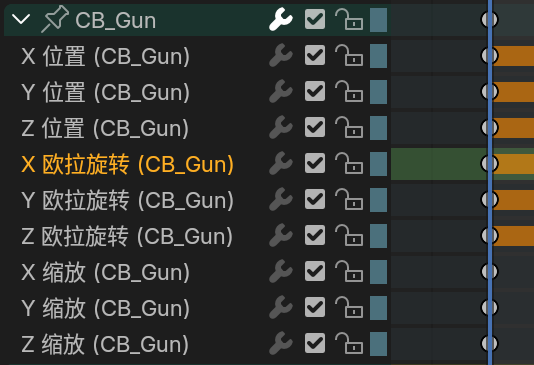 CB_Gun
X 位置 (CB_Gun)
Y 位置 (CB_Gun)
Z 位置 (CB_Gun)
X 欧拉旋转 (CB_Gun)
Y 欧拉旋转 (CB_Gun)
Z 欧拉旋转 (CB_Gun)
X 缩放 (CB_Gun)
Y 缩放 (CB_Gun)
Z 缩放 (CB_Gun)